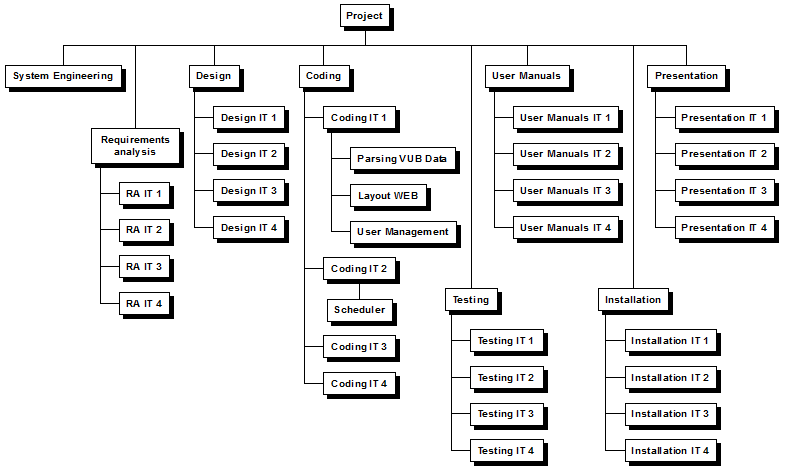 Project
System Engineering
Requirements
analysis
RA IT 1
RA IT 2
RA IT 3
RA IT 4
Design
Design IT 1
Design IT 2
Design IT 3
Design IT 4
Coding
Coding IT 1
Parsing VUB Data
Layout WEB
User Management
Coding IT 2
Scheduler
Coding IT 3
Coding IT 4
Testing
Testing IT 1
Testing IT 2
Testing IT 3
Testing IT 4
User Manuals
User Manuals IT 1
User Manuals IT 2
User Manuals IT 3
User Manuals IT 4
Installation
Installation IT 1
Installation IT 2
Installation IT 3
Installation IT 4
Presentation
Presentation IT 1
Presentation IT 2
Presentation IT 3
Presentation IT 4